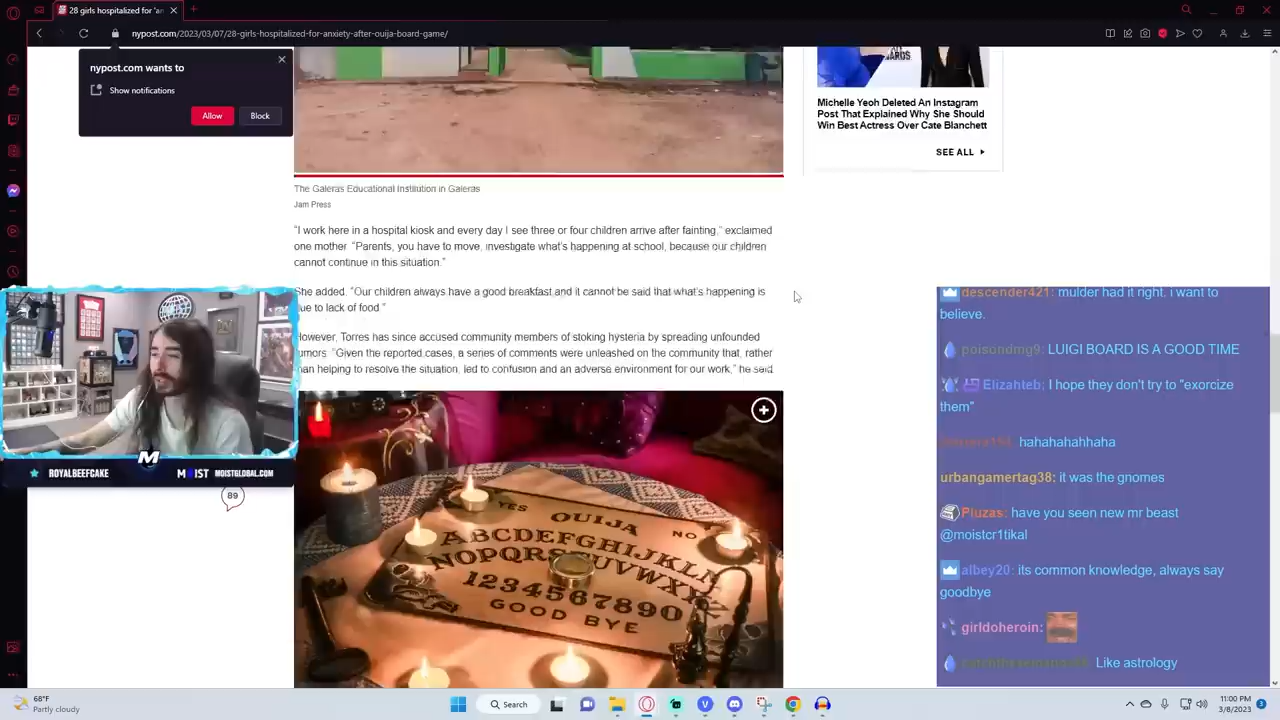 28 girls hospitalized for 'an
nypost.com/2023/03/07/28-girls-hospitalized-for-anxiety-after-ouija-board-game/
nypost.com wants to
Show notifications
Allow
Block
ARDS
Michelle Yeoh Deleted An Instagram
Post That Explained Why She Should
Win Best Actress Over Cate Blanchett
SEE ALL
The Galeras Educational Institution in Galeras
Jam Press
“I work here in a hospital kiosk and every day I see three or four children arrive after fainting,” exclaimed
one mother. “Parents, you have to move, investigate what’s happening at school, because our children
cannot continue in this situation.”
She added, “Our children always have a good breakfast and it cannot be said that what’s happening is
due to lack of food.”
However, Torres has since accused community members of stoking hysteria by spreading unfounded
rumors. “Given the reported cases, a series of comments were unleashed on the community that, rather
than helping to resolve the situation, led to confusion and an adverse environment for our work,” he said.
YES
OUIJA
NO
ABCDEFGHIJKLM
NOPQRSTUVWX
1234567890
GOOD BYE
M
ROYALBEEFCAKE
MOIST
MOISTGLOBAL.COM
89
descender421: mulder had it right. i want to
believe.
poisondmg9: LUIGI BOARD IS A GOOD TIME
Elizahteb: I hope they don't try to "exorcize
them"
hahahahahhaha
urbangamertag38: it was the gnomes
Pluzas: have you seen new mr beast
@moistcr1tikal
albey20: its common knowledge, always say
goodbye
girldoheroin:
Like astrology
68°F
Partly cloudy
Search
11:00 PM
3/8/2023
3